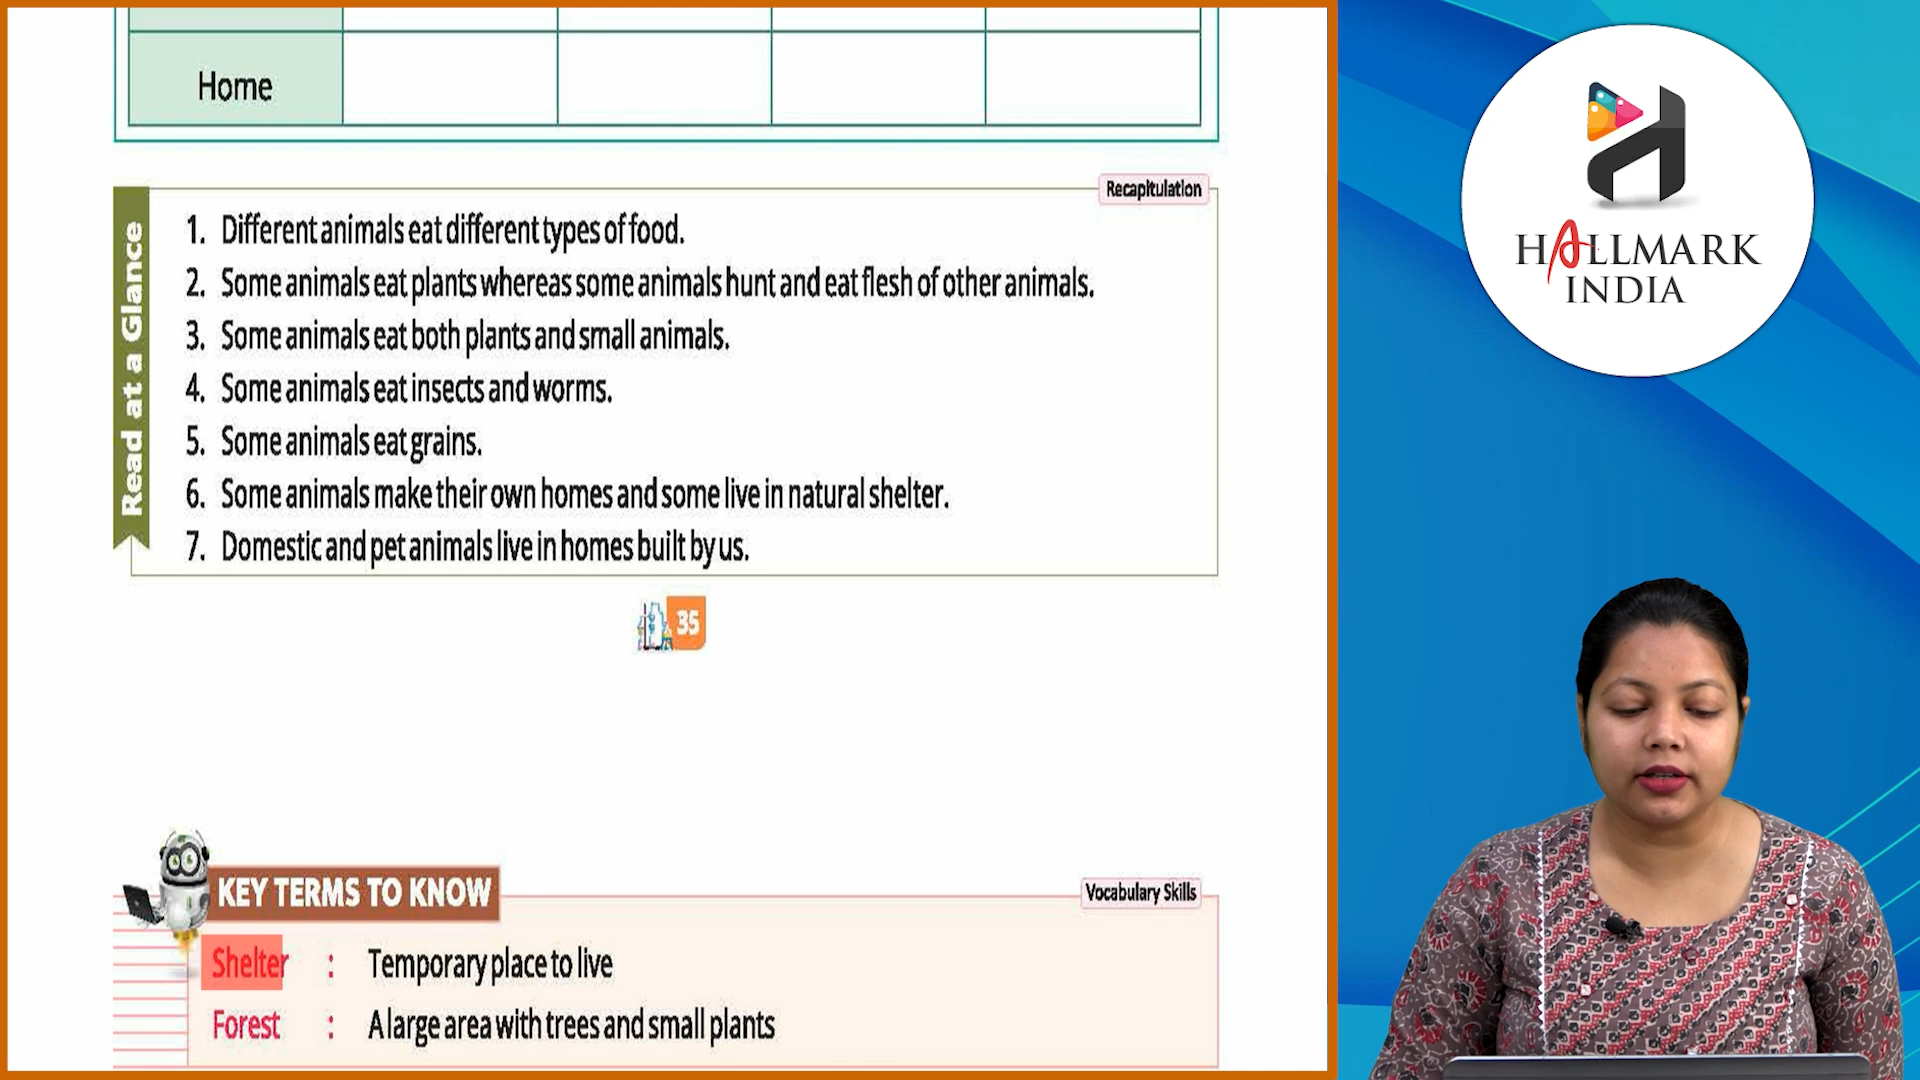 Home
Recapitulation
Read at a Glance
1. Different animals eat different types of food.
2. Some animals eat plants whereas some animals hunt and eat flesh of other animals.
3. Some animals eat both plants and small animals.
4. Some animals eat insects and worms.
5. Some animals eat grains.
6. Some animals make their own homes and some live in natural shelter.
7. Domestic and pet animals live in homes built by us.
35
KEY TERMS TO KNOW
Vocabulary Skills
Shelter : Temporary place to live
Forest : A large area with trees and small plants
HALLMARK
INDIA